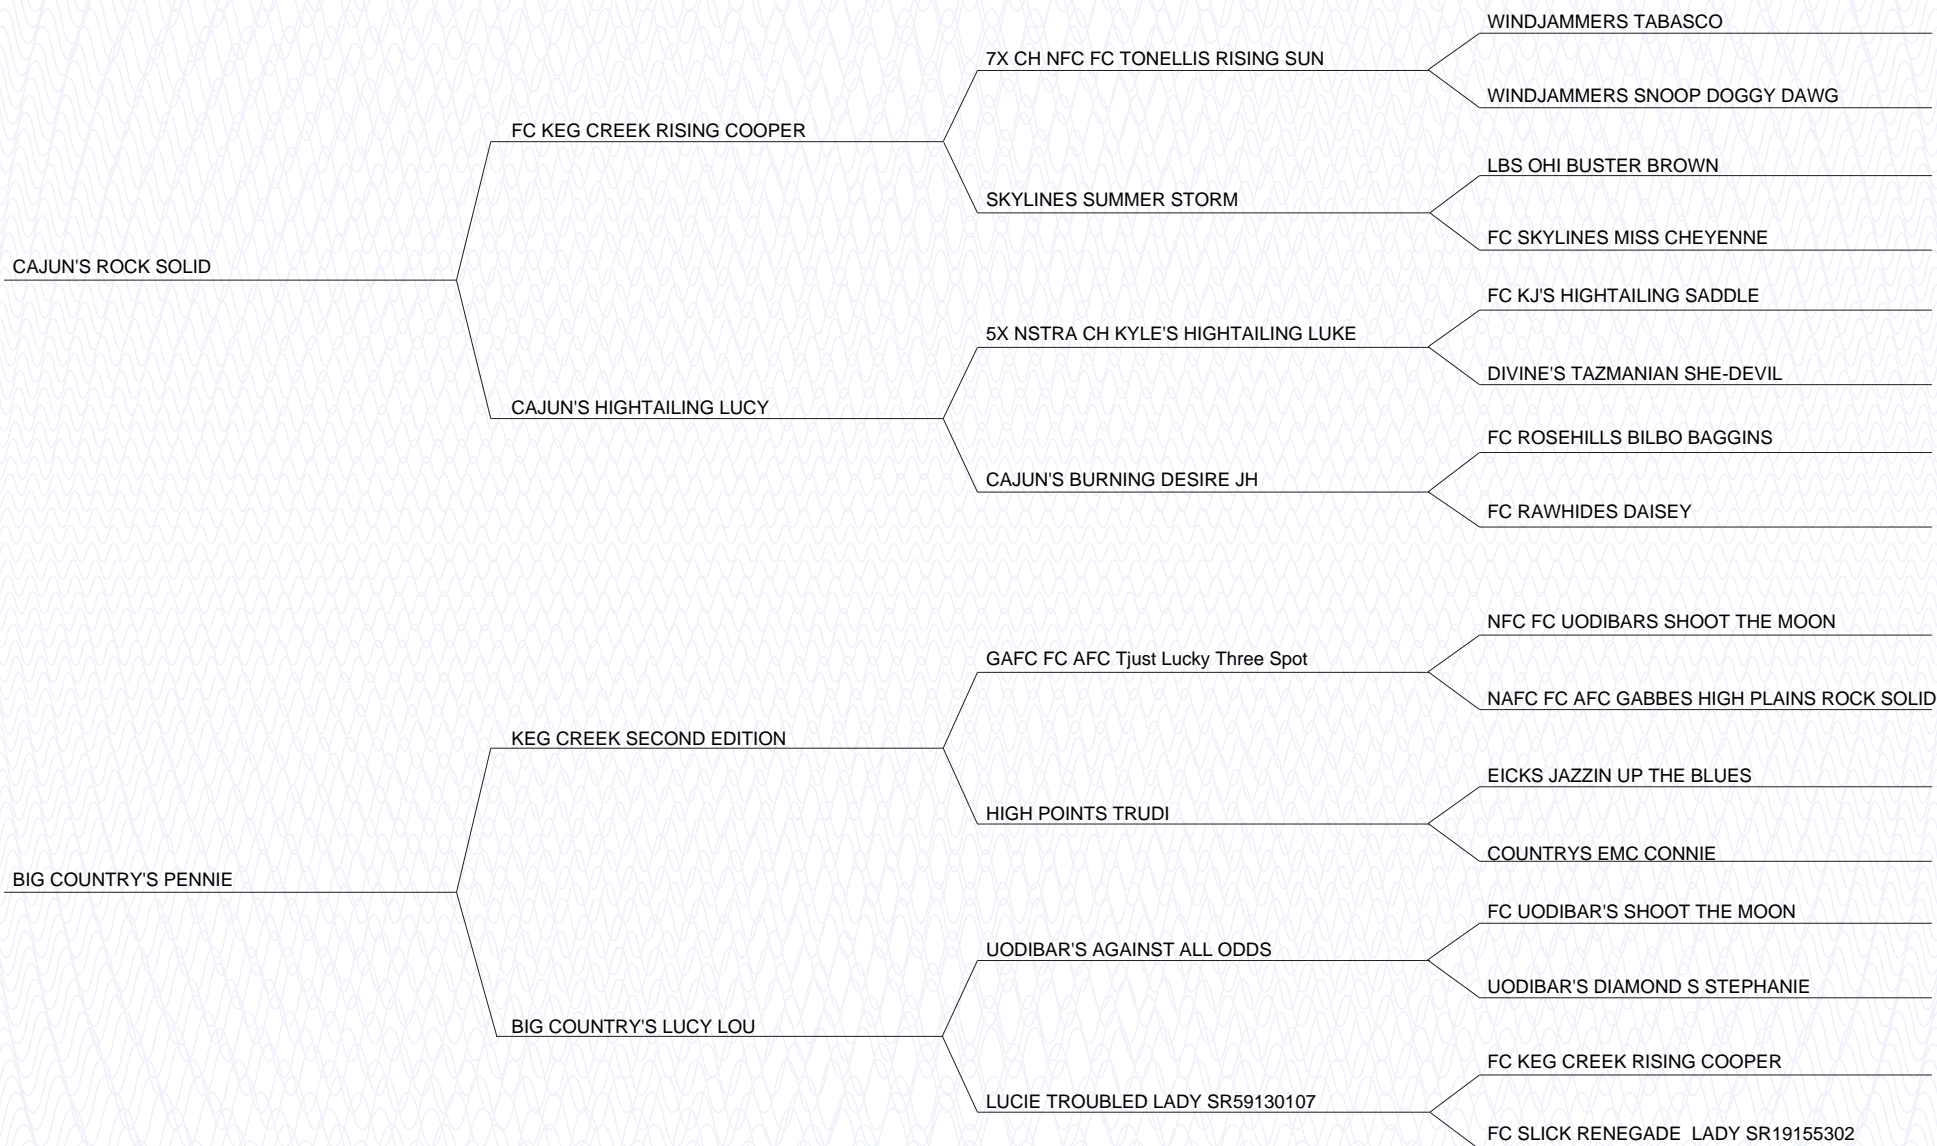 WINDJAMMERS TABASCO
7X CH NFC FC TONELLIS RISING SUN
WINDJAMMERS SNOOP DOGGY DAWG
FC KEG CREEK RISING COOPER
LBS OHI BUSTER BROWN
SKYLINES SUMMER STORM
FC SKYLINES MISS CHEYENNE
CAJUN'S ROCK SOLID
FC KJ'S HIGHTAILING SADDLE
5X NSTRA CH KYLE'S HIGHTAILING LUKE
DIVINE'S TAZMANIAN SHE-DEVIL
CAJUN'S HIGHTAILING LUCY
FC ROSEHILLS BILBO BAGGINS
CAJUN'S BURNING DESIRE JH
FC RAWHIDES DAISEY
NFC FC UODIBARS SHOOT THE MOON
GAFC FC AFC Tjust Lucky Three Spot
NAFC FC AFC GABBES HIGH PLAINS ROCK SOLID
KEG CREEK SECOND EDITION
EICKS JAZZIN UP THE BLUES
HIGH POINTS TRUDI
COUNTRYS EMC CONNIE
BIG COUNTRY'S PENNIE
FC UODIBAR'S SHOOT THE MOON
UODIBAR'S AGAINST ALL ODDS
UODIBAR'S DIAMOND S STEPHANIE
BIG COUNTRY'S LUCY LOU
FC KEG CREEK RISING COOPER
LUCIE TROUBLED LADY SR59130107
FC SLICK RENEGADE  LADY SR19155302